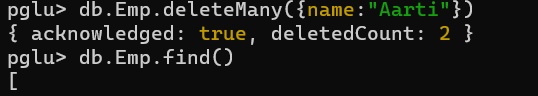 pglu> db.Emp.deleteMany({name:"Aarti"})
{ acknowledged: true, deletedCount: 2 }
pglu> db.Emp.find()
[